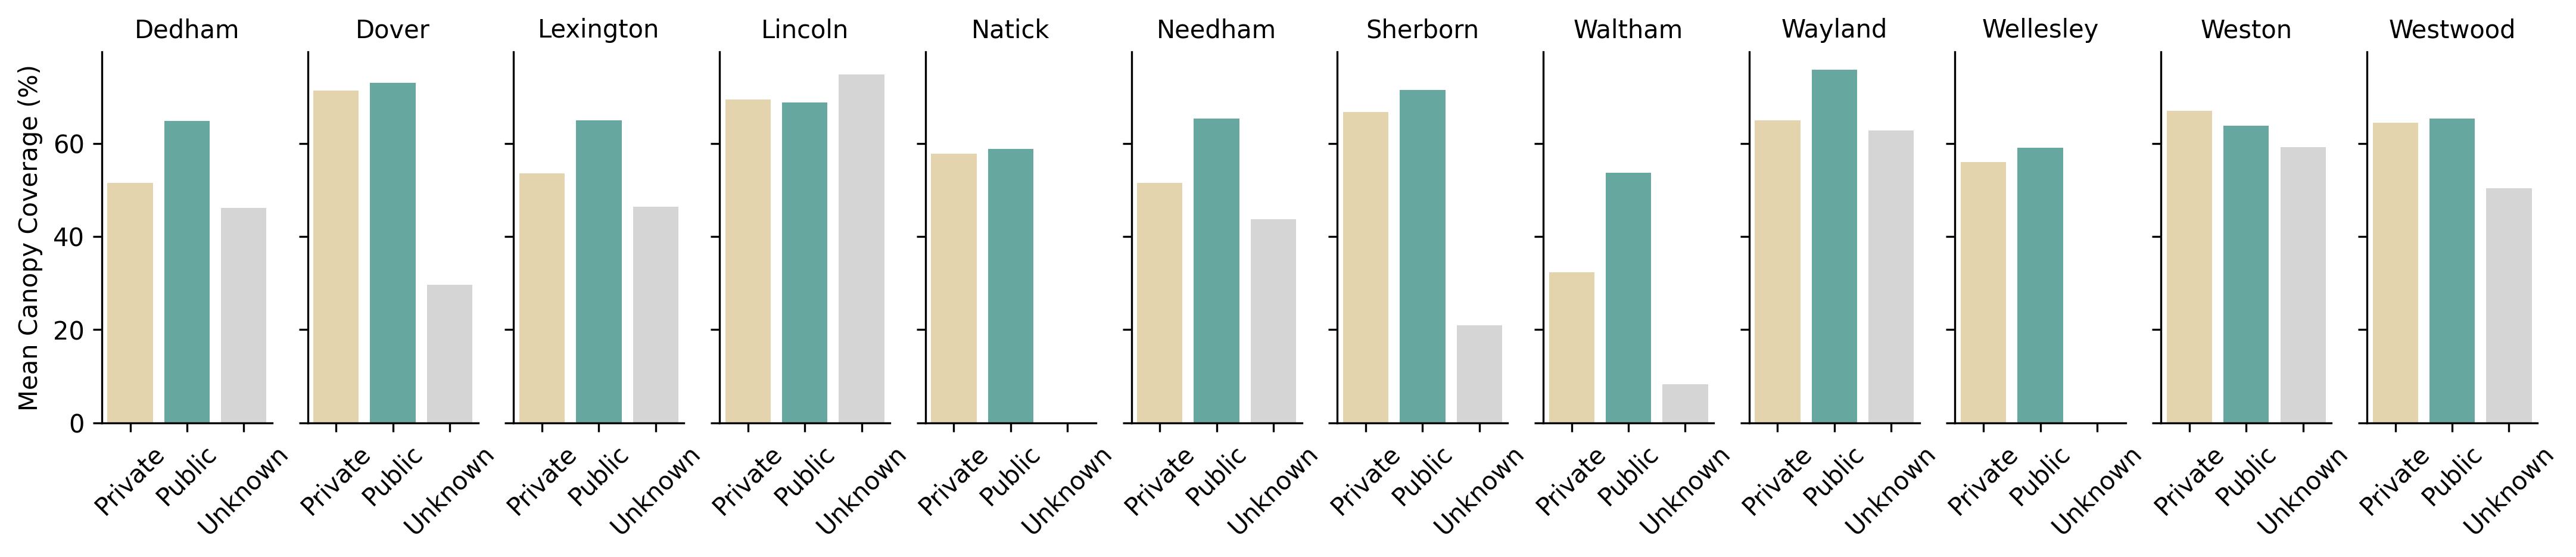 Dedham Dover Lexington Lincoln Natick Needham Sherborn Waltham Wayland Wellesley Weston Westwood
Mean Canopy Coverage (%)
60
40
20
0
Private Public Unknown Private Public Unknown Private Public Unknown Private Public Unknown Private Public Unknown Private Public Unknown Private Public Unknown Private Public Unknown Private Public Unknown Private Public Unknown Private Public Unknown Private Public Unknown